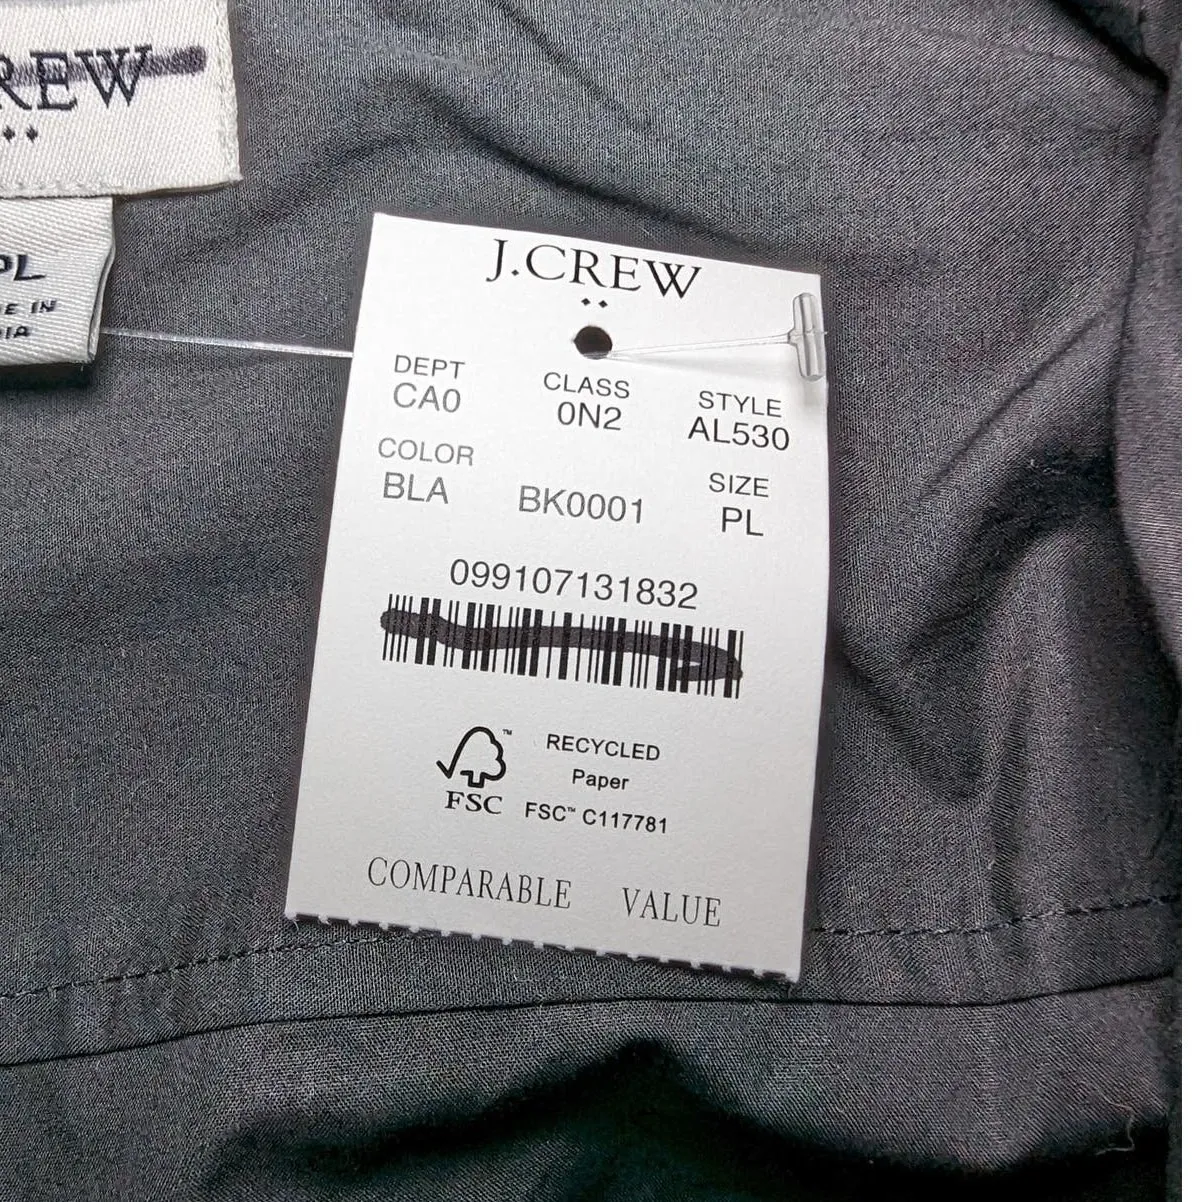 REW
PL
E IN
IA
J.CREW
DEPT CLASS STYLE
CA0 0N2 AL530
COLOR SIZE
BLA BK0001 PL
099107131832
FSC™
RECYCLED
Paper
FSC™ C117781
COMPARABLE VALUE